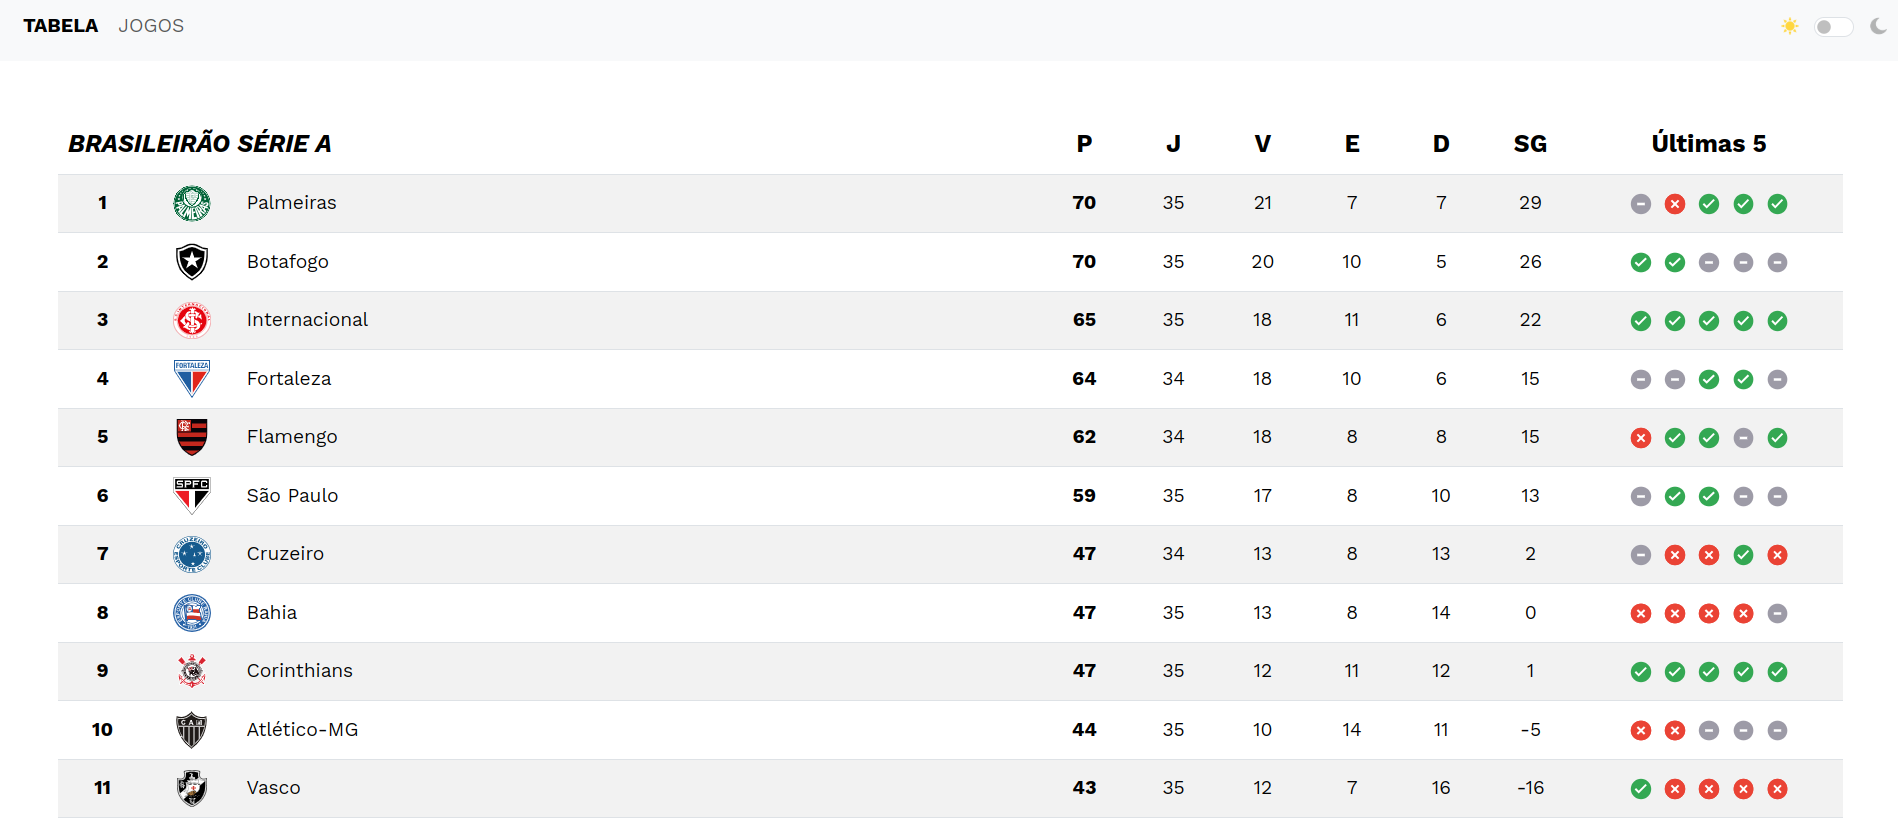 TABELA JOGOS
BRASILEIRÃO SÉRIE A P J V E D SG Últimas 5
1 Palmeiras 70 35 21 7 7 29
2 Botafogo 70 35 20 10 5 26
3 Internacional 65 35 18 11 6 22
FORTALEZA
4 Fortaleza 64 34 18 10 6 15
5 Flamengo 62 34 18 8 8 15
SPFC
6 São Paulo 59 35 17 8 10 13
7 Cruzeiro 47 34 13 8 13 2
8 Bahia 47 35 13 8 14 0
9 Corinthians 47 35 12 11 12 1
10 Atlético-MG 44 35 10 14 11 -5
11 Vasco 43 35 12 7 16 -16